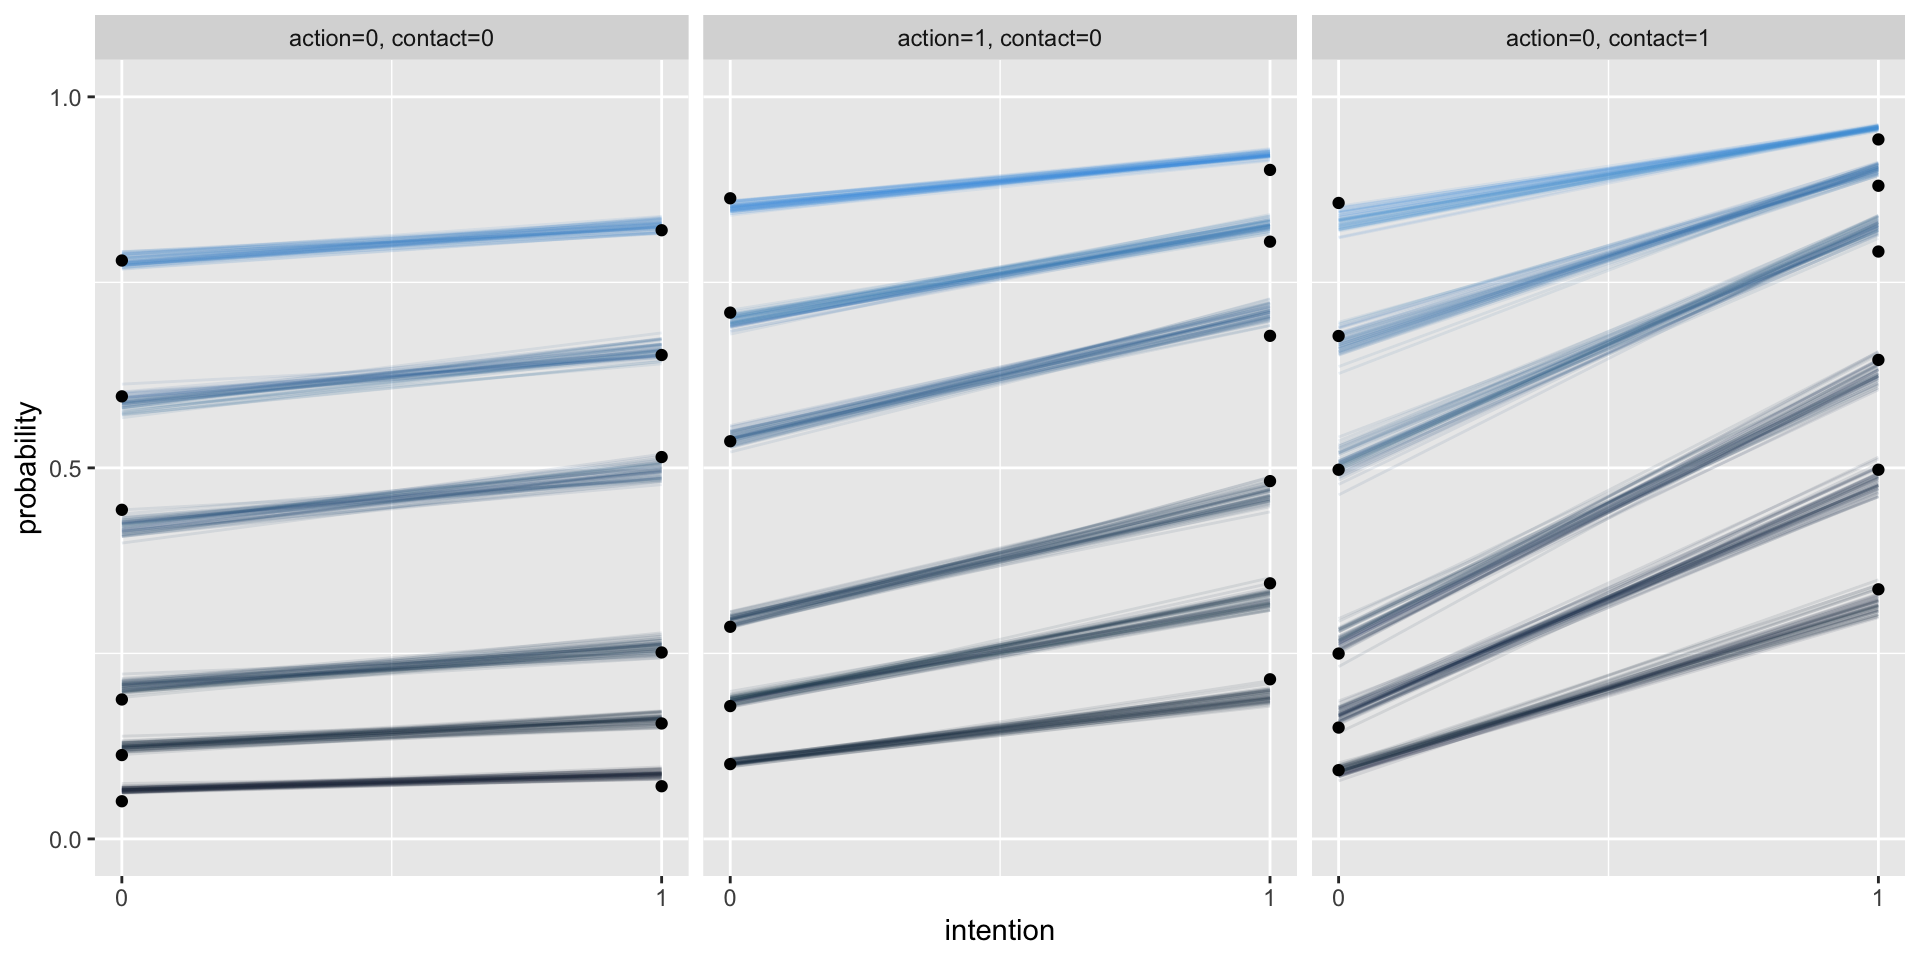 action=0, contact=0
action=1, contact=0
action=0, contact=1
1.0
0.5
0.0
probability
0 1 0 1 0 1
intention